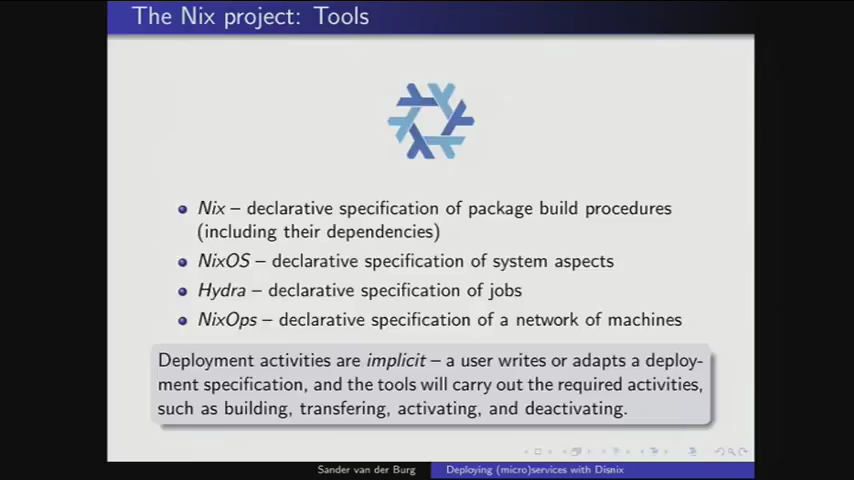 The Nix project: Tools
Nix – declarative specification of package build procedures
(including their dependencies)
NixOS – declarative specification of system aspects
Hydra – declarative specification of jobs
NixOps – declarative specification of a network of machines
Deployment activities are implicit – a user writes or adapts a deploy-
ment specification, and the tools will carry out the required activities,
such as building, transfering, activating, and deactivating.
Sander van der Burg
Deploying (micro)services with Disnix